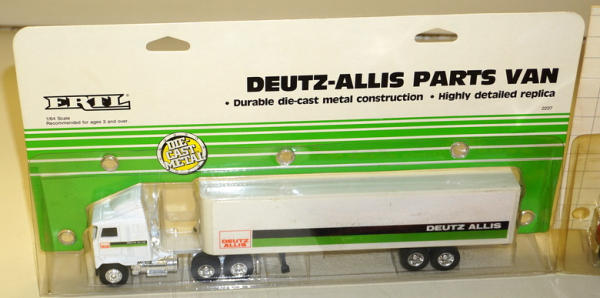 DEUTZ-ALLIS PARTS VAN
• Durable die-cast metal construction • Highly detailed replica
2237
ERTL
1/64 Scale
Recommended for ages 3 and over.
DIE-CAST METAL
DEUTZ
ALLIS
DEUTZ ALLIS